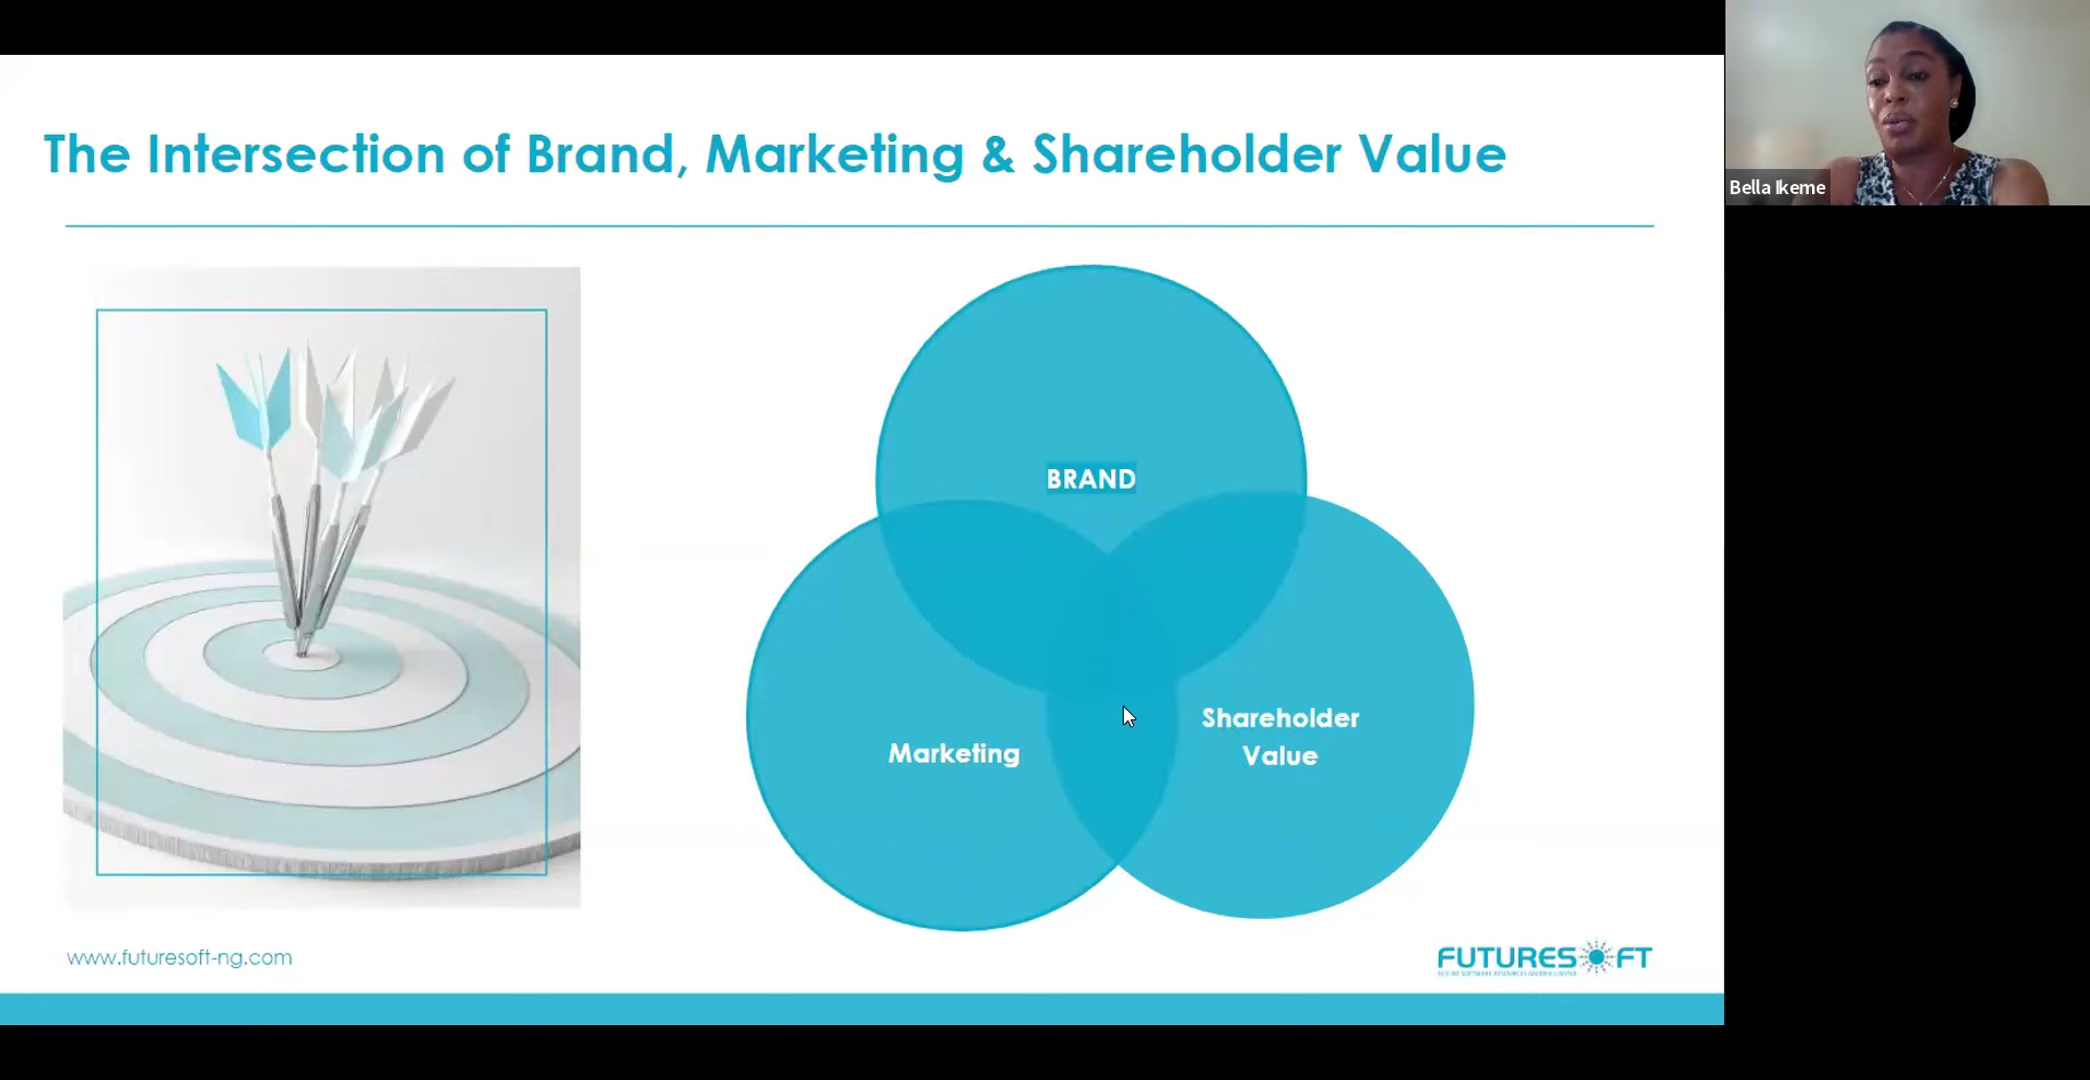 The Intersection of Brand, Marketing & Shareholder Value
Bella Ikeme
BRAND
Marketing
Shareholder
Value
www.futuresoft-ng.com
FUTURESOFT